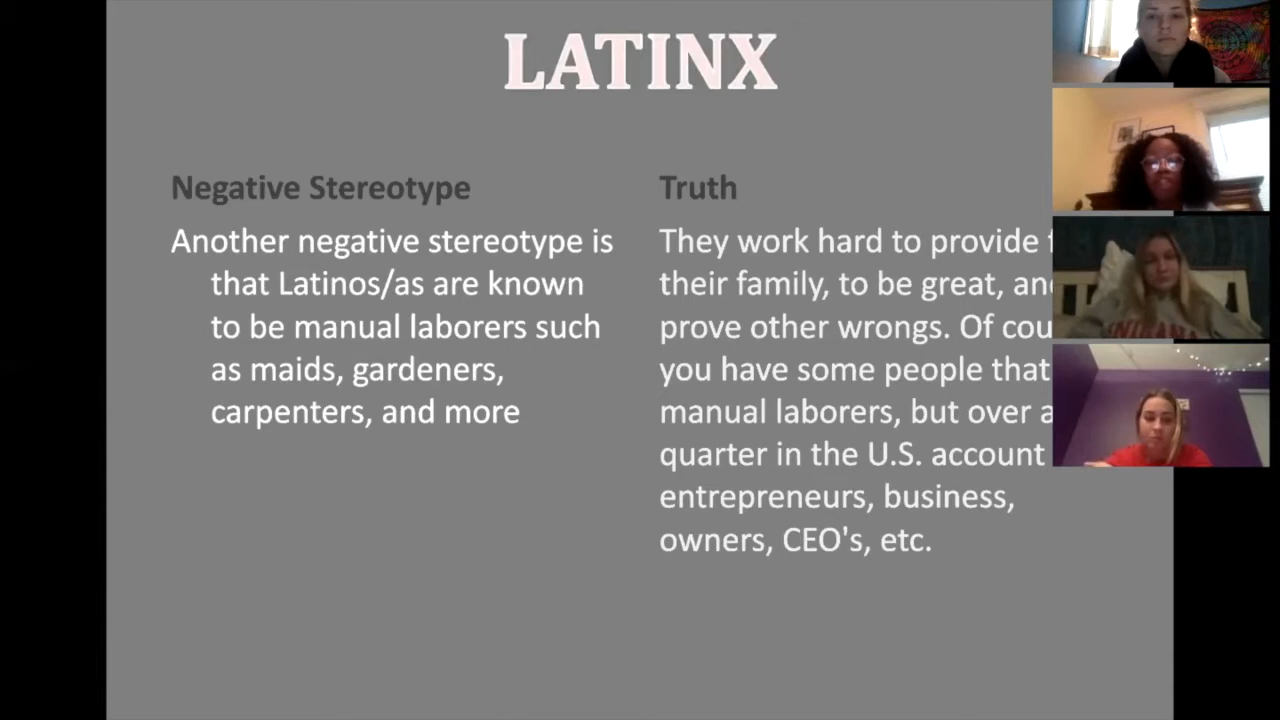 LATINX
Negative Stereotype
Another negative stereotype is
that Latinos/as are known
to be manual laborers such
as maids, gardeners,
carpenters, and more
Truth
They work hard to provide
their family, to be great,
prove other wrongs. Of
you have some people that
manual laborers, but over a
quarter in the U.S. account
entrepreneurs, business,
owners, CEO's, etc.